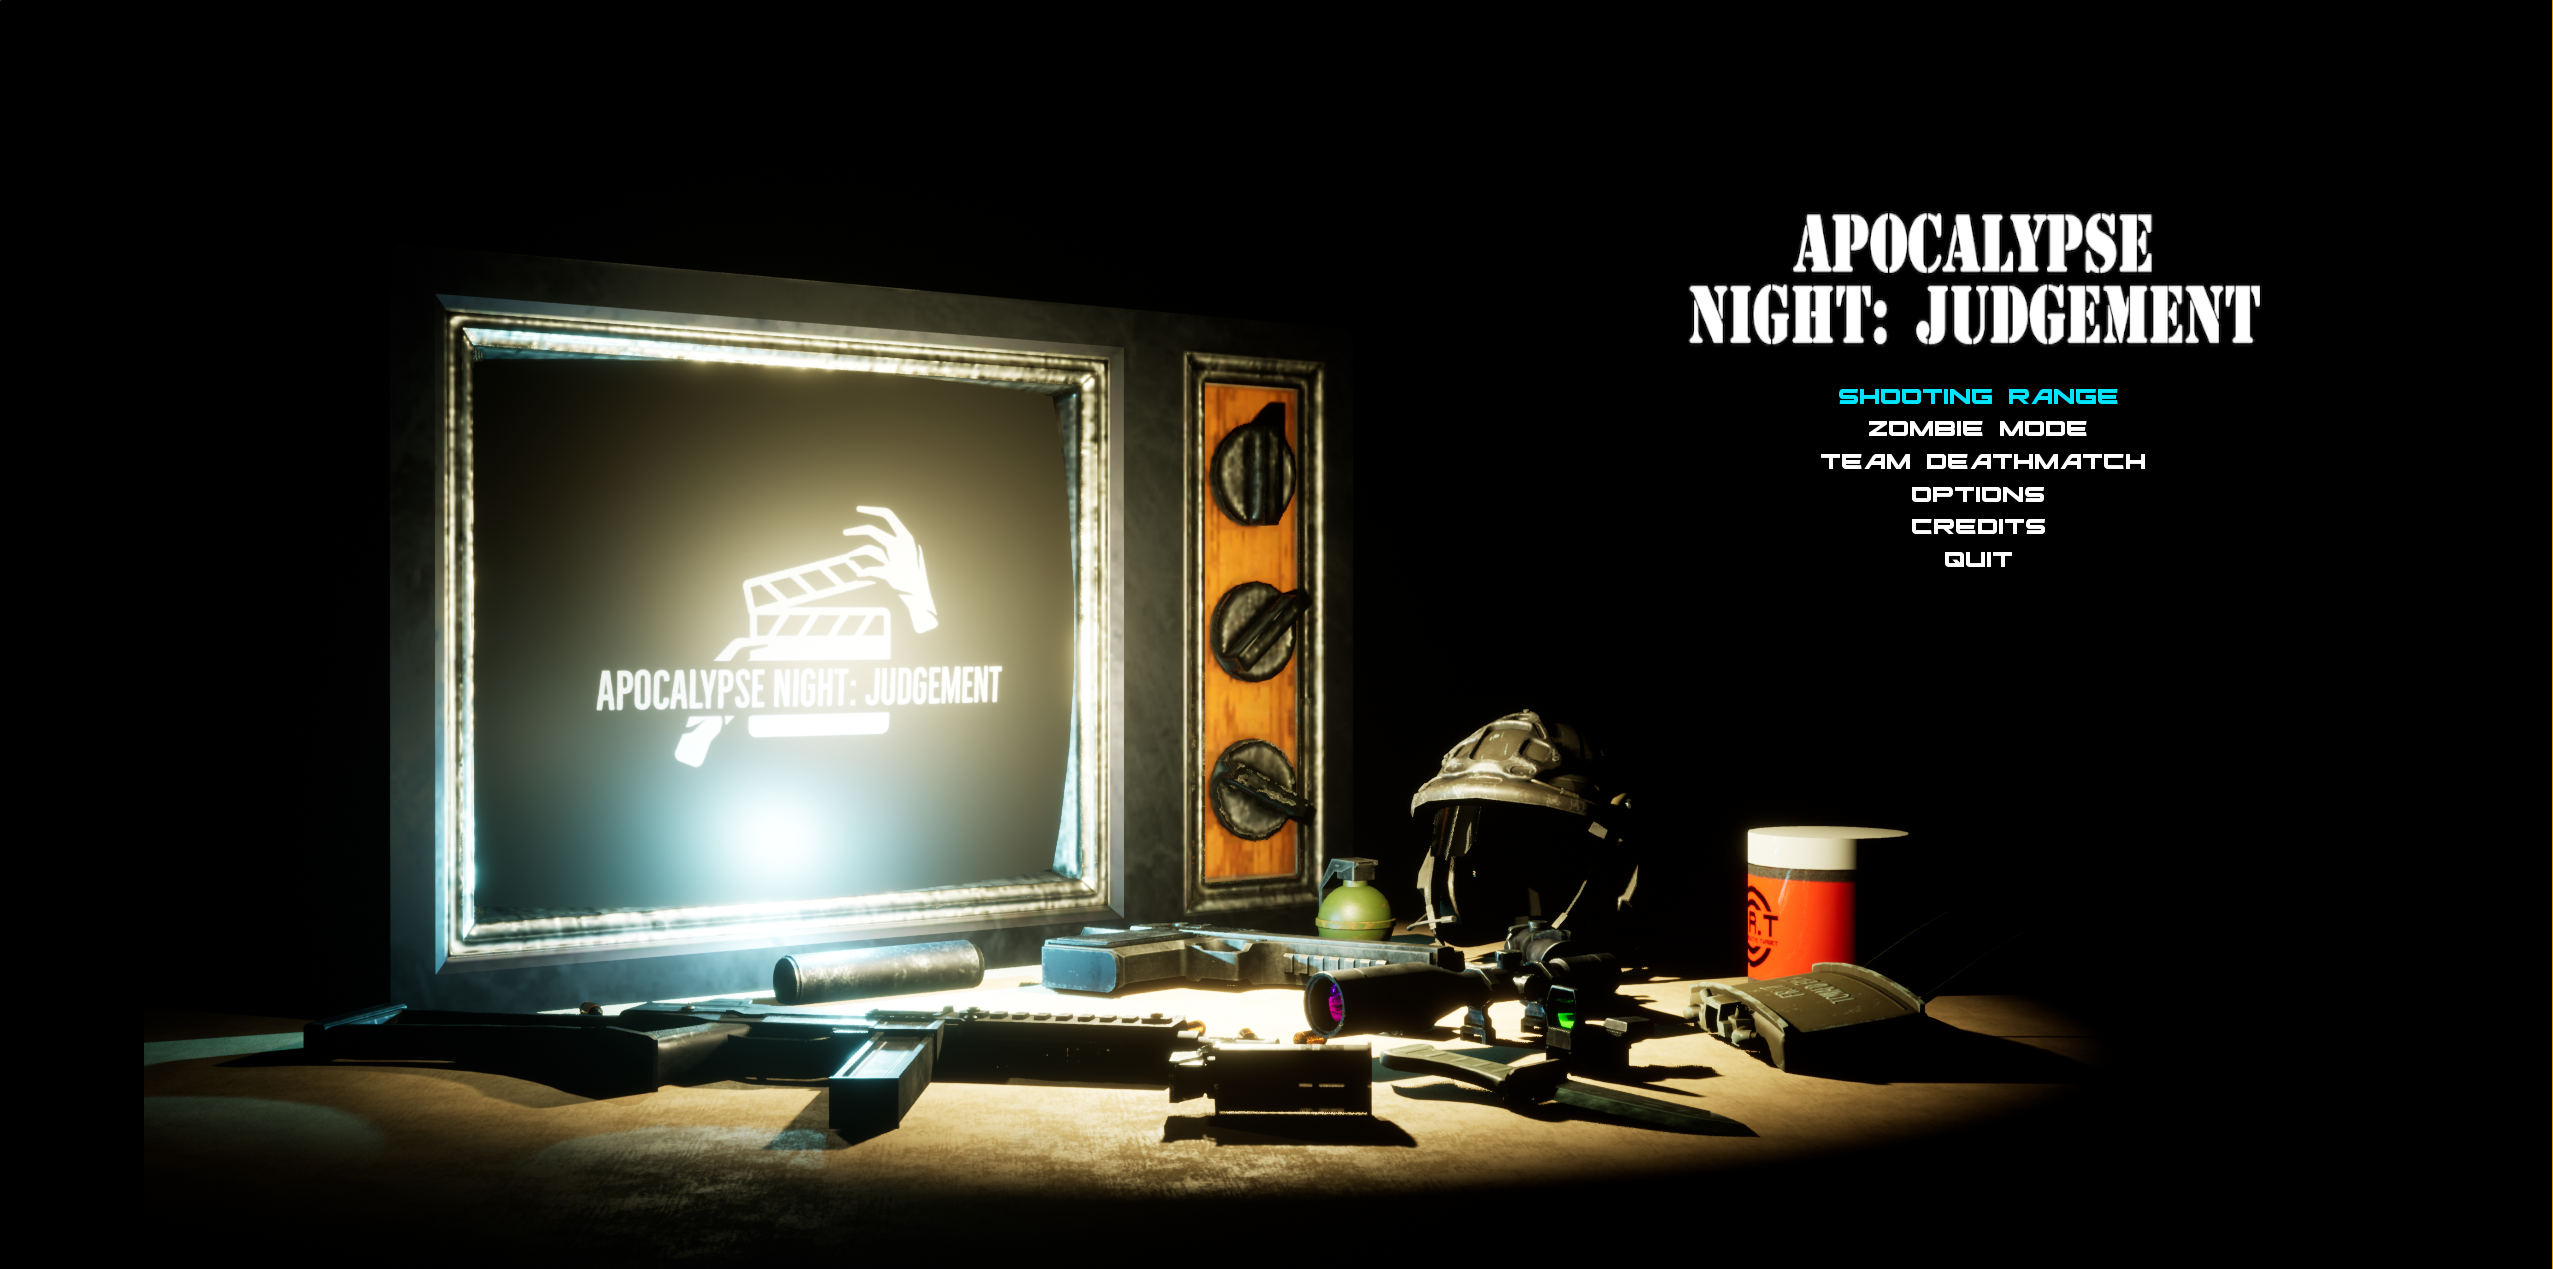 APOCALYPSE
NIGHT: JUDGEMENT
SHOOTING RANGE
ZOMBIE MODE
TEAM DEATHMATCH
OPTIONS
CREDITS
QUIT
APOCALYPSE NIGHT: JUDGEMENT
R.T